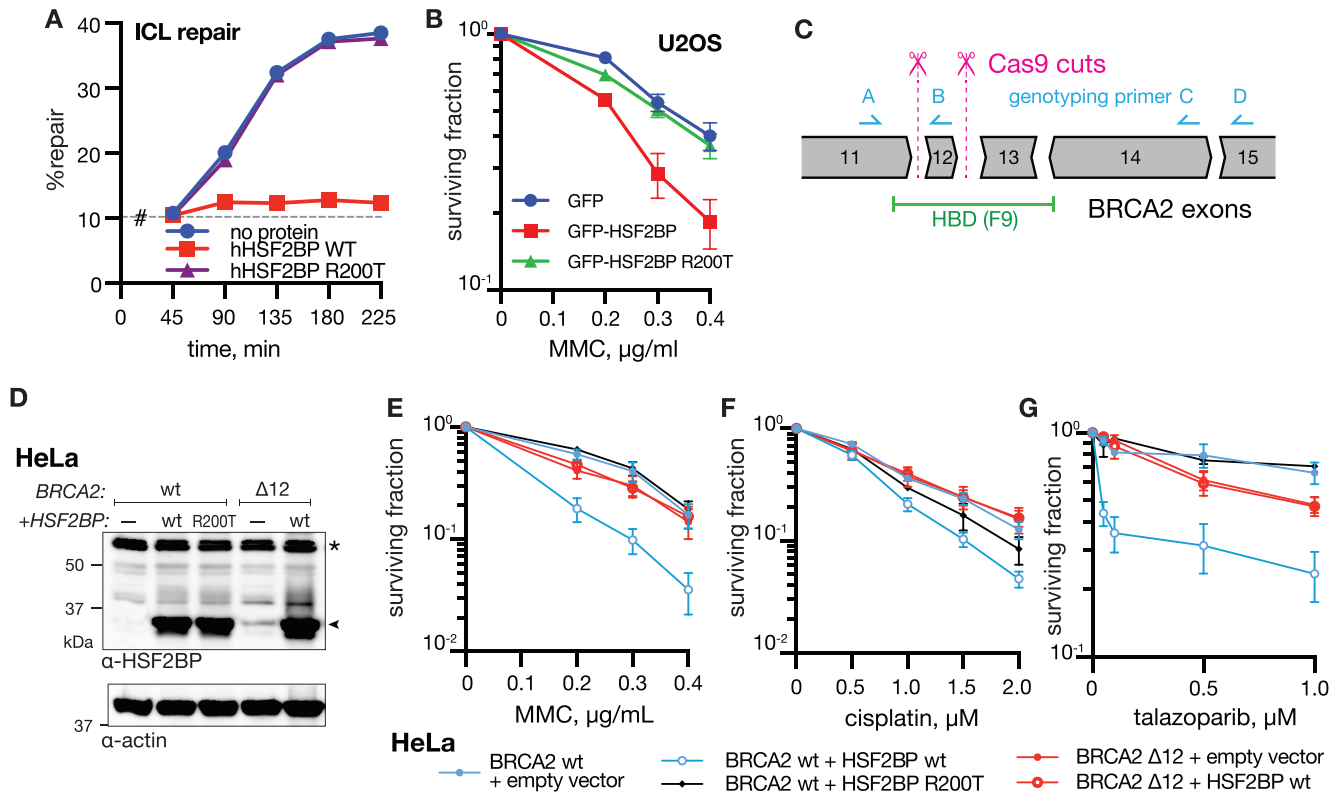 A
ICL repair
%repair
40
30
20
10
0
#
no protein
hHSF2BP WT
hHSF2BP R200T
0 45 90 135 180 225
time, min
B
U2OS
surviving fraction
10⁰
10⁻¹
GFP
GFP-HSF2BP
GFP-HSF2BP R200T
0 0.1 0.2 0.3 0.4
MMC, µg/ml
C
Cas9 cuts
genotyping primer
A B C D
11 12 13 14 15
HBD (F9)
BRCA2 exons
D
HeLa
BRCA2: wt Δ12
+HSF2BP: – wt R200T – wt
50
37
kDa
*
α-HSF2BP
37
α-actin
E
surviving fraction
10⁰
10⁻¹
10⁻²
0 0.1 0.2 0.3 0.4
MMC, µg/mL
F
surviving fraction
10⁰
10⁻¹
10⁻²
0 0.5 1.0 1.5 2.0
cisplatin, µM
G
surviving fraction
10⁰
10⁻¹
0 0.5 1.0
talazoparib, µM
HeLa
BRCA2 wt
+ empty vector
BRCA2 wt + HSF2BP wt
BRCA2 wt + HSF2BP R200T
BRCA2 Δ12 + empty vector
BRCA2 Δ12 + HSF2BP wt